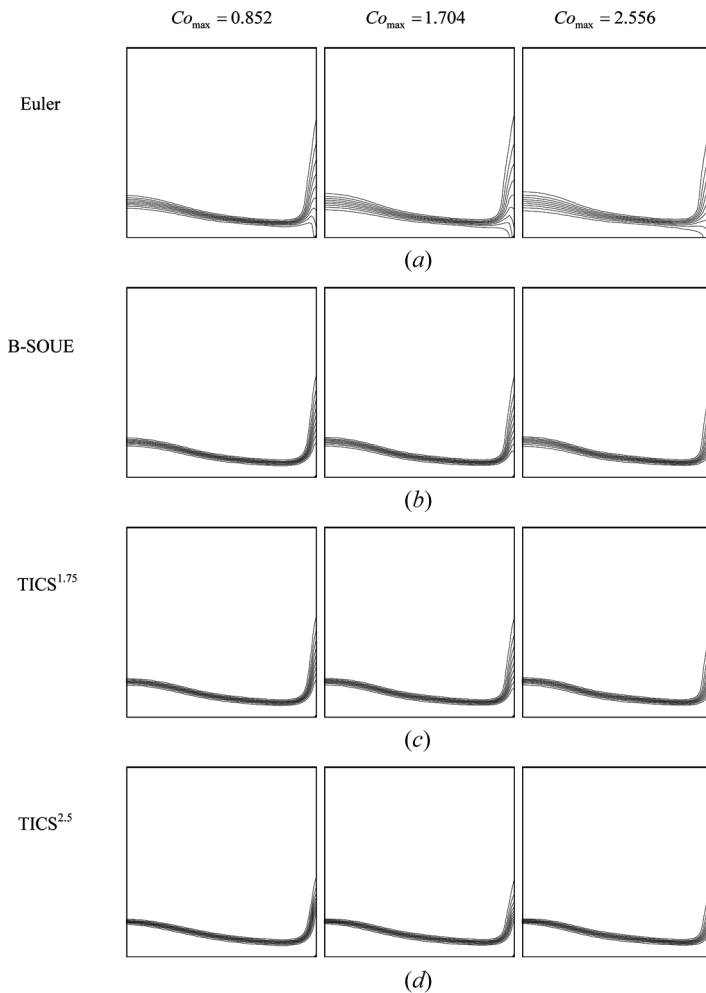 Co_max = 0.852 Co_max = 1.704 Co_max = 2.556
Euler
(a)
B-SOUE
(b)
TICS^1.75
(c)
TICS^2.5
(d)